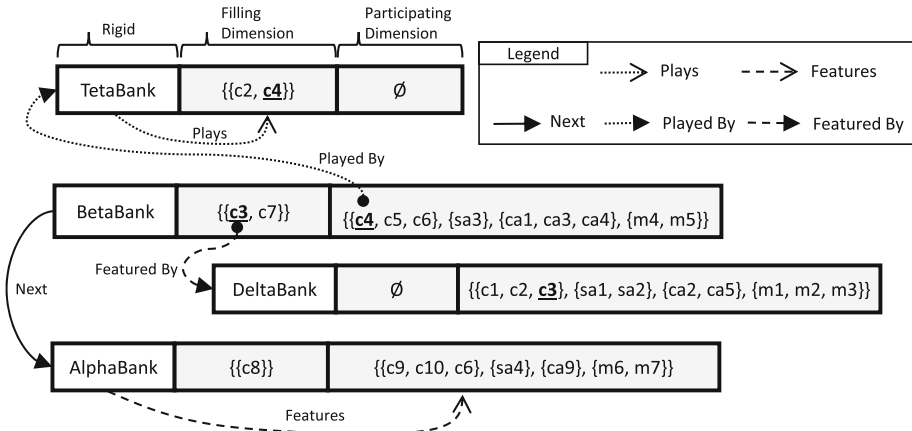 Rigid
Filling
Dimension
Participating
Dimension
Legend
Plays
Features
Next
Played By
Featured By
TetaBank
{{c2, c4}}
Ø
Plays
Played By
BetaBank
{{c3, c7}}
{{c4, c5, c6}, {sa3}, {ca1, ca3, ca4}, {m4, m5}}
Featured By
Next
DeltaBank
Ø
{{c1, c2, c3}, {sa1, sa2}, {ca2, ca5}, {m1, m2, m3}}
AlphaBank
{{c8}}
{{c9, c10, c6}, {sa4}, {ca9}, {m6, m7}}
Features